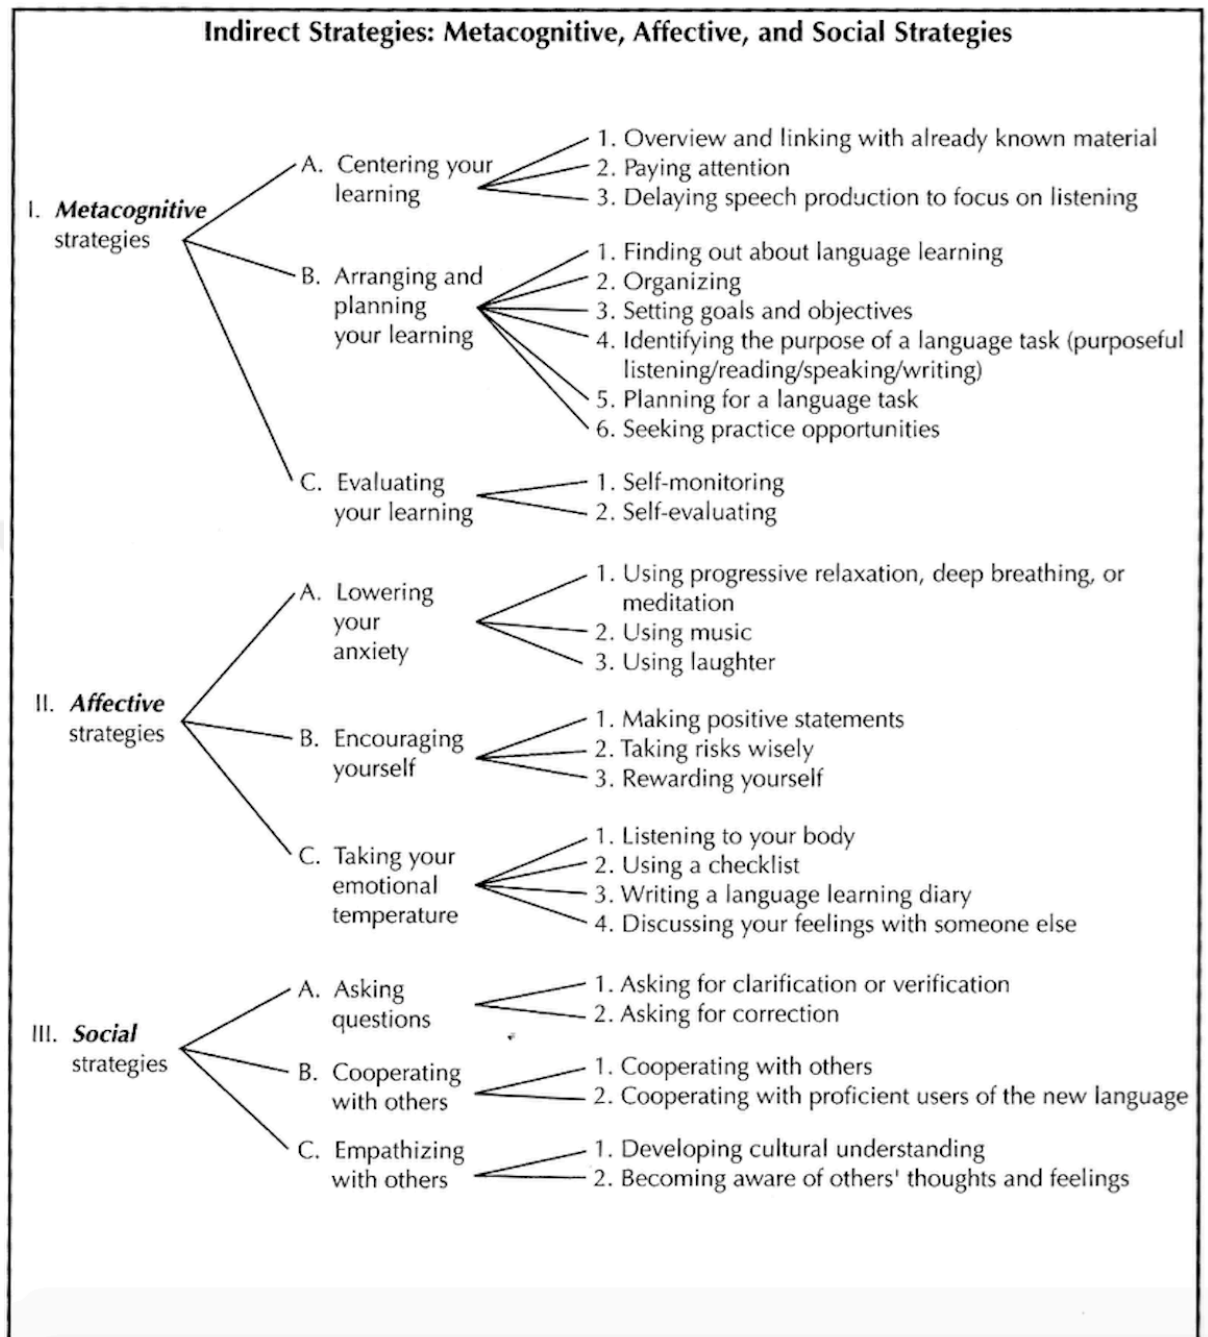 Indirect Strategies: Metacognitive, Affective, and Social Strategies
I. Metacognitive
strategies
A. Centering your
learning
1. Overview and linking with already known material
2. Paying attention
3. Delaying speech production to focus on listening
B. Arranging and
planning
your learning
1. Finding out about language learning
2. Organizing
3. Setting goals and objectives
4. Identifying the purpose of a language task (purposeful
listening/reading/speaking/writing)
5. Planning for a language task
6. Seeking practice opportunities
C. Evaluating
your learning
1. Self-monitoring
2. Self-evaluating
II. Affective
strategies
A. Lowering
your
anxiety
1. Using progressive relaxation, deep breathing, or
meditation
2. Using music
3. Using laughter
B. Encouraging
yourself
1. Making positive statements
2. Taking risks wisely
3. Rewarding yourself
C. Taking your
emotional
temperature
1. Listening to your body
2. Using a checklist
3. Writing a language learning diary
4. Discussing your feelings with someone else
III. Social
strategies
A. Asking
questions
1. Asking for clarification or verification
2. Asking for correction
B. Cooperating
with others
1. Cooperating with others
2. Cooperating with proficient users of the new language
C. Empathizing
with others
1. Developing cultural understanding
2. Becoming aware of others' thoughts and feelings